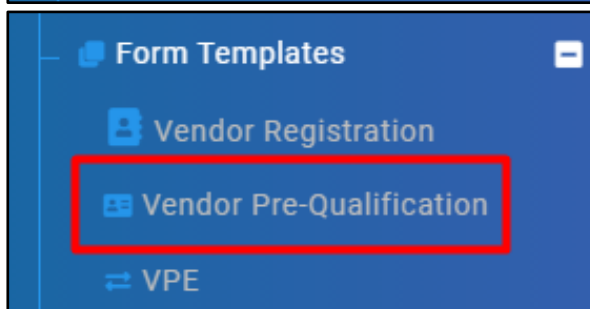 Form Templates
Vendor Registration
Vendor Pre-Qualification
VPE